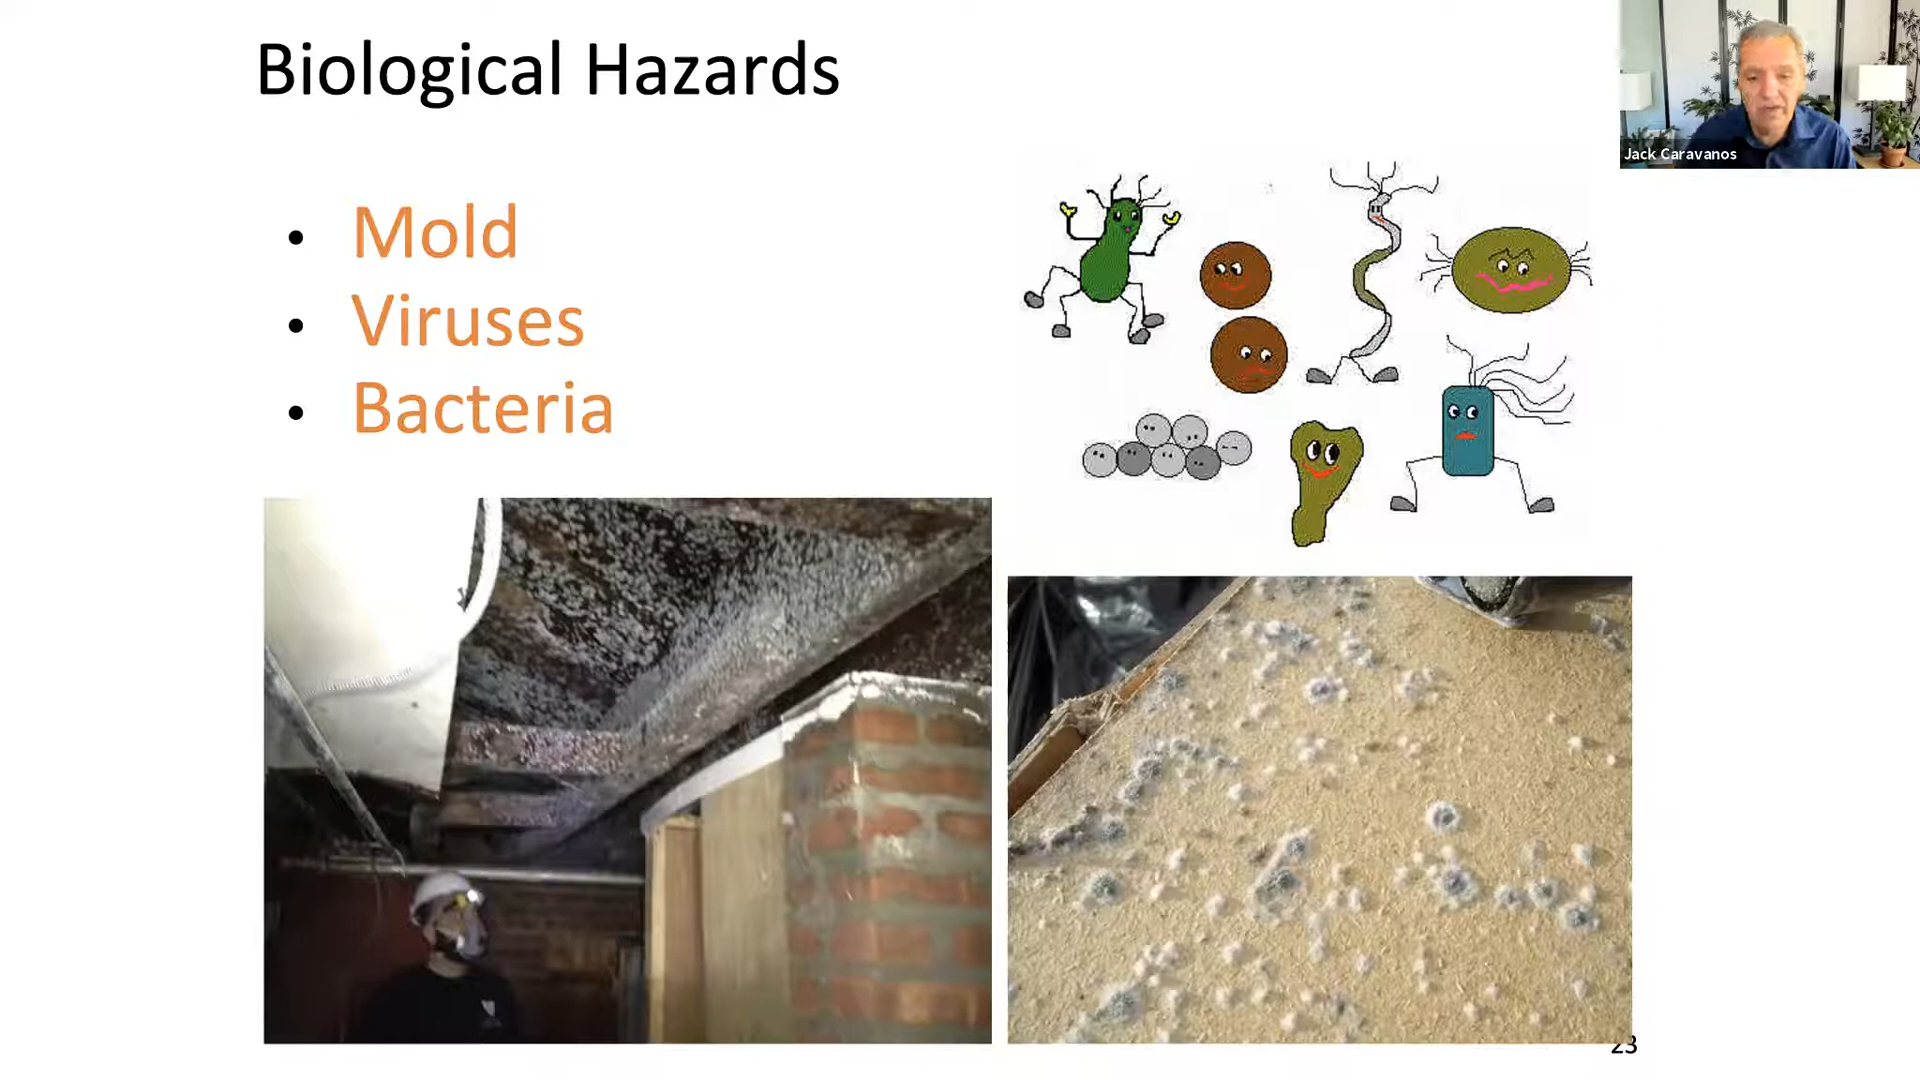 Biological Hazards
Jack Caravanos
• Mold
• Viruses
• Bacteria
23